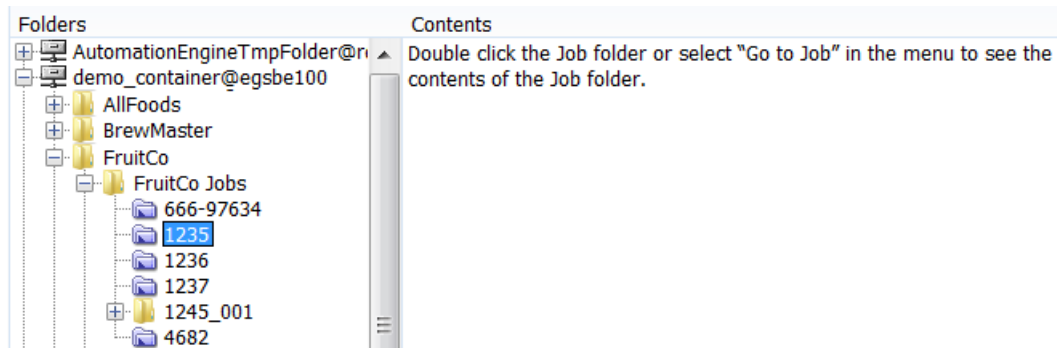 Folders
Contents
AutomationEngineTmpFolder@r
demo_container@egsbe100
AllFoods
BrewMaster
FruitCo
FruitCo Jobs
666-97634
1235
1236
1237
1245_001
4682
Double click the Job folder or select “Go to Job” in the menu to see the
contents of the Job folder.